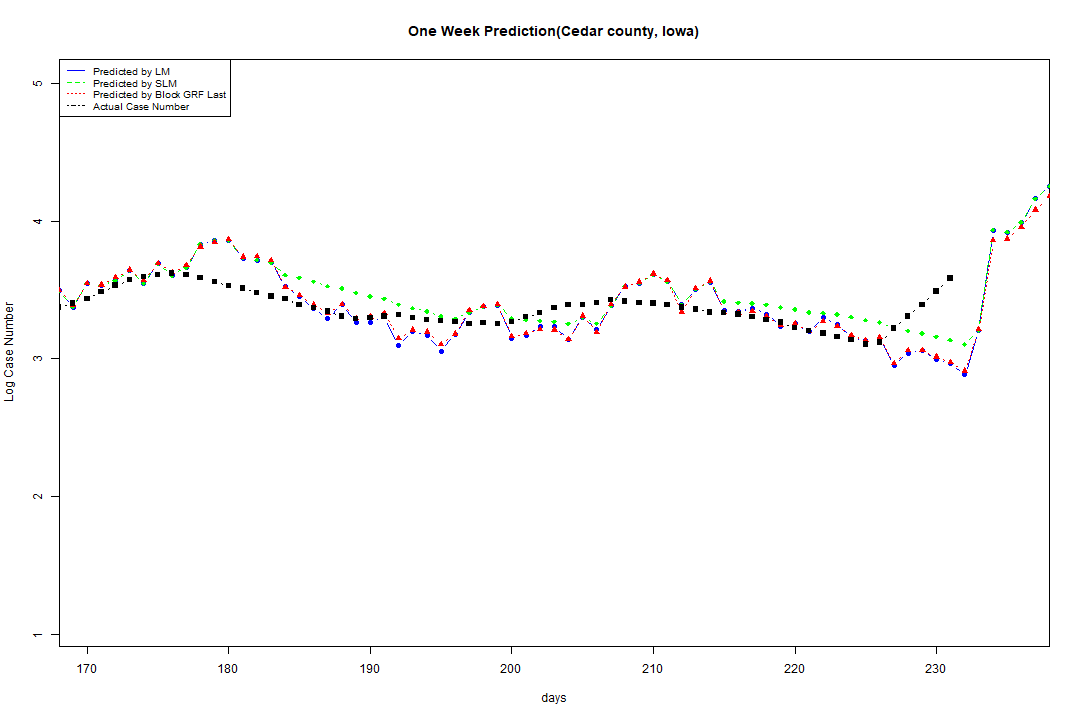 One Week Prediction(Cedar county, Iowa)
Predicted by LM
Predicted by SLM
Predicted by Block GRF Last
Actual Case Number
5
4
3
2
1
Log Case Number
170 180 190 200 210 220 230
days